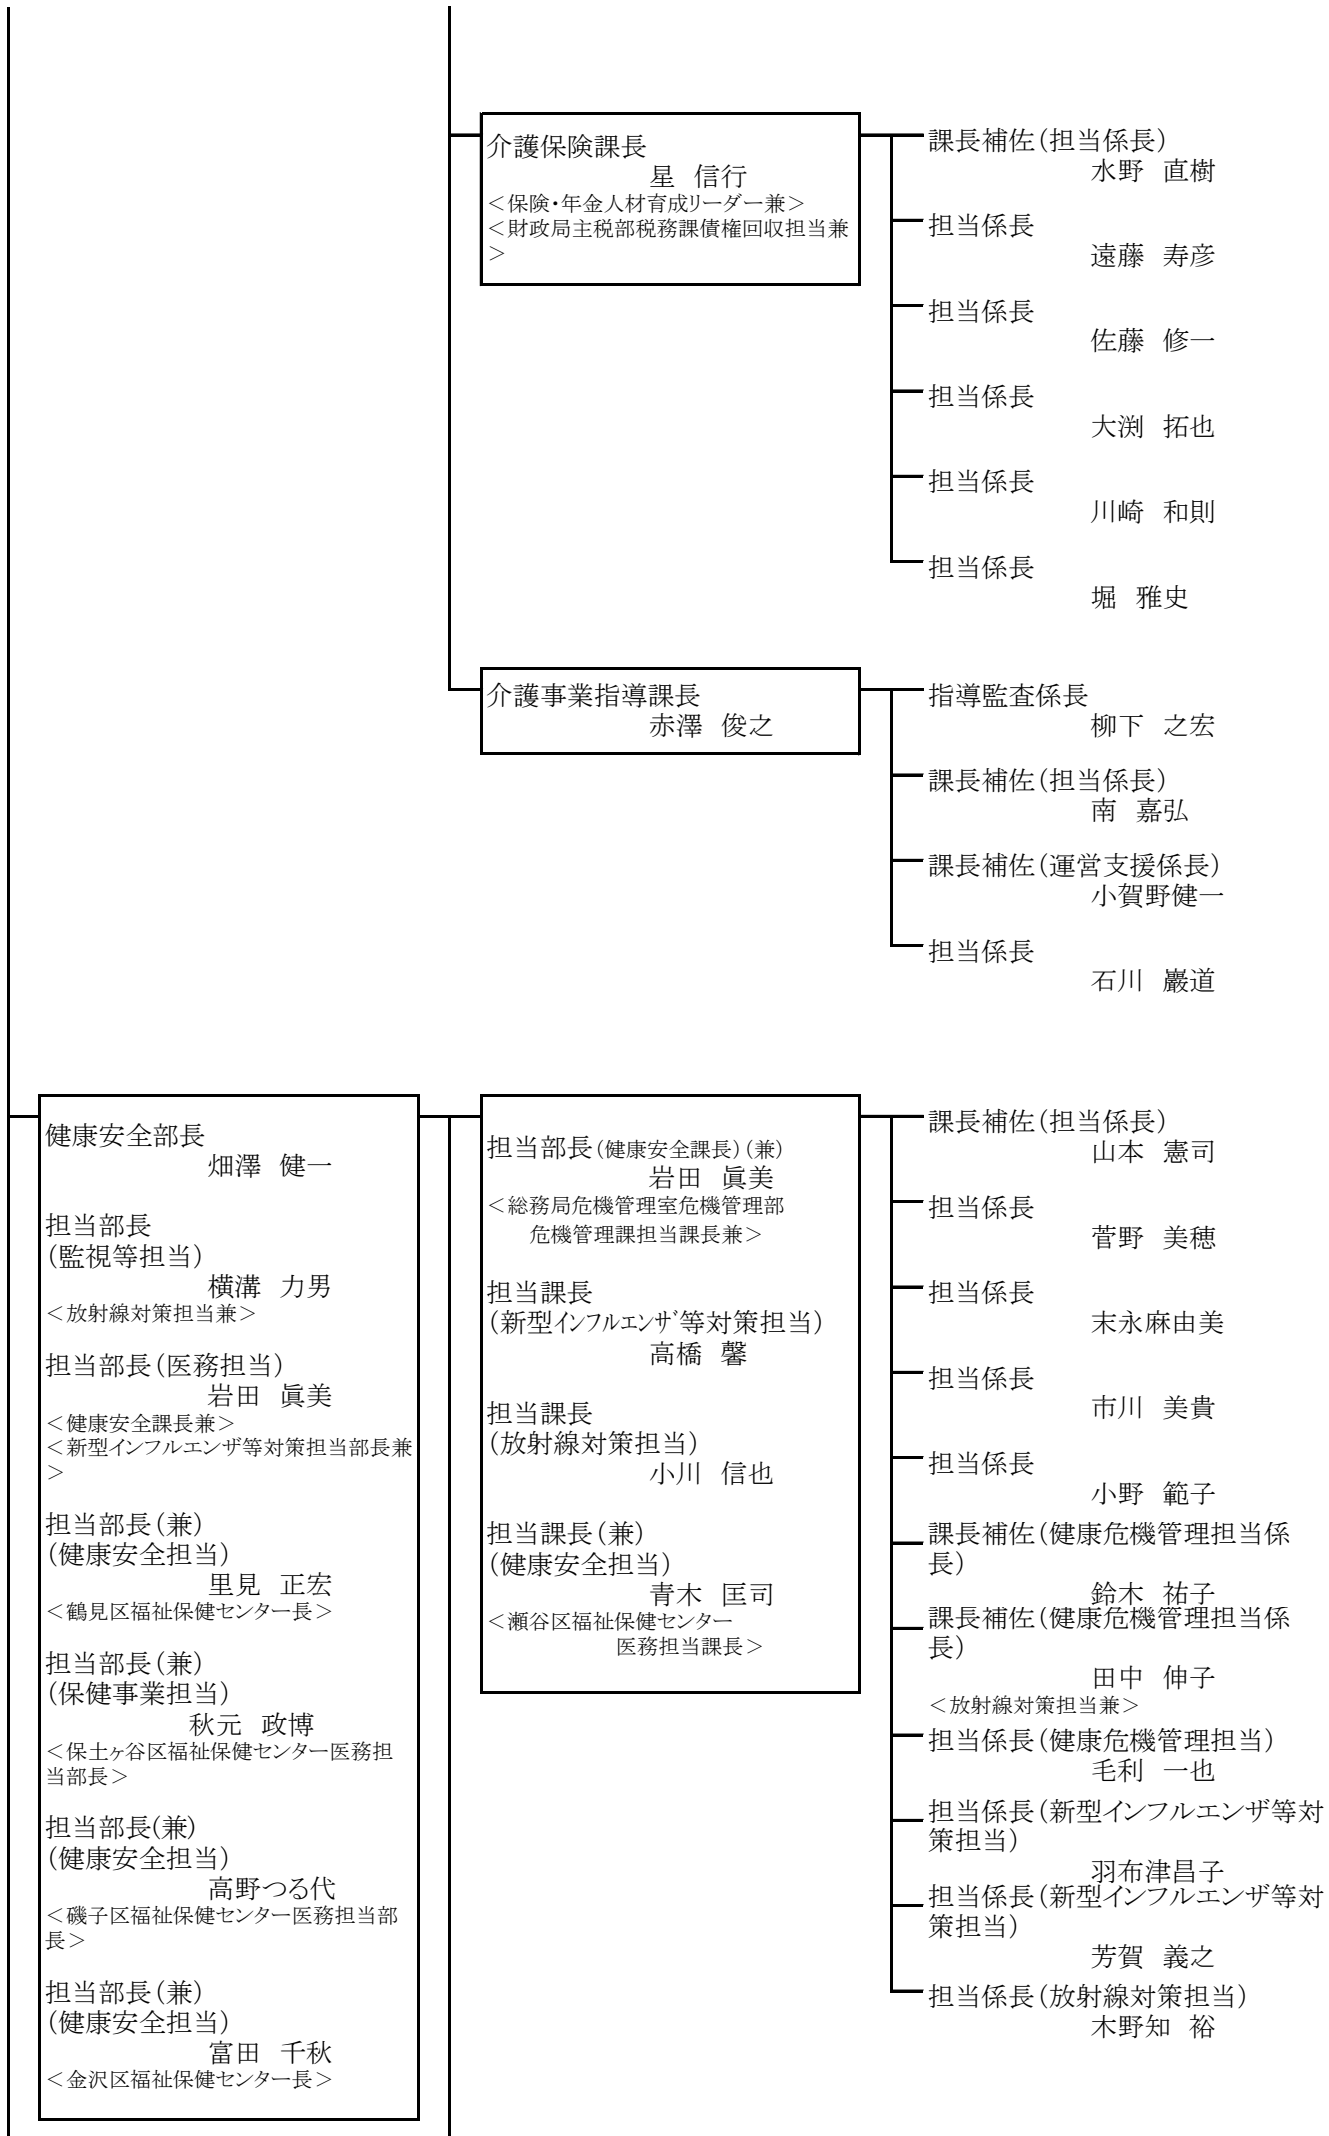 介護保険課長
星 信行
＜保険・年金人材育成リーダー兼＞
＜財政局主税部税務課債権回収担当兼
＞
課長補佐（担当係長）
水野 直樹
担当係長
遠藤 寿彦
担当係長
佐藤 修一
担当係長
大渕 拓也
担当係長
川崎 和則
担当係長
堀 雅史
介護事業指導課長
赤澤 俊之
指導監査係長
柳下 之宏
課長補佐（担当係長）
南 嘉弘
課長補佐（運営支援係長）
小賀野健一
担当係長
石川 巖道
健康安全部長
畑澤 健一
担当部長
（監視等担当）
横溝 力男
＜放射線対策担当兼＞
担当部長（医務担当）
岩田 眞美
＜健康安全課長兼＞
＜新型インフルエンザ等対策担当部長兼
＞
担当部長（兼）
（健康安全担当）
里見 正宏
＜鶴見区福祉保健センター長＞
担当部長（兼）
（保健事業担当）
秋元 政博
＜保土ヶ谷区福祉保健センター医務担
当部長＞
担当部長(兼)
（健康安全担当）
高野つる代
＜磯子区福祉保健センター医務担当部
長＞
担当部長（兼）
（健康安全担当）
富田 千秋
＜金沢区福祉保健センター長＞
担当部長（健康安全課長）（兼）
岩田 眞美
＜総務局危機管理室危機管理部
危機管理課担当課長兼＞
担当課長
（新型ｲﾝﾌﾙｴﾝｻﾞ等対策担当）
高橋 馨
担当課長
（放射線対策担当）
小川 信也
担当課長（兼）
（健康安全担当）
青木 匡司
＜瀬谷区福祉保健センター
医務担当課長＞
課長補佐（担当係長）
山本 憲司
担当係長
菅野 美穂
担当係長
末永麻由美
担当係長
市川 美貴
担当係長
小野 範子
課長補佐（健康危機管理担当係
長）
鈴木 祐子
課長補佐（健康危機管理担当係
長）
田中 伸子
＜放射線対策担当兼＞
担当係長（健康危機管理担当）
毛利 一也
担当係長（新型インフルエンザ等対
策担当）
羽布津昌子
担当係長（新型インフルエンザ等対
策担当）
芳賀 義之
担当係長（放射線対策担当）
木野知 裕